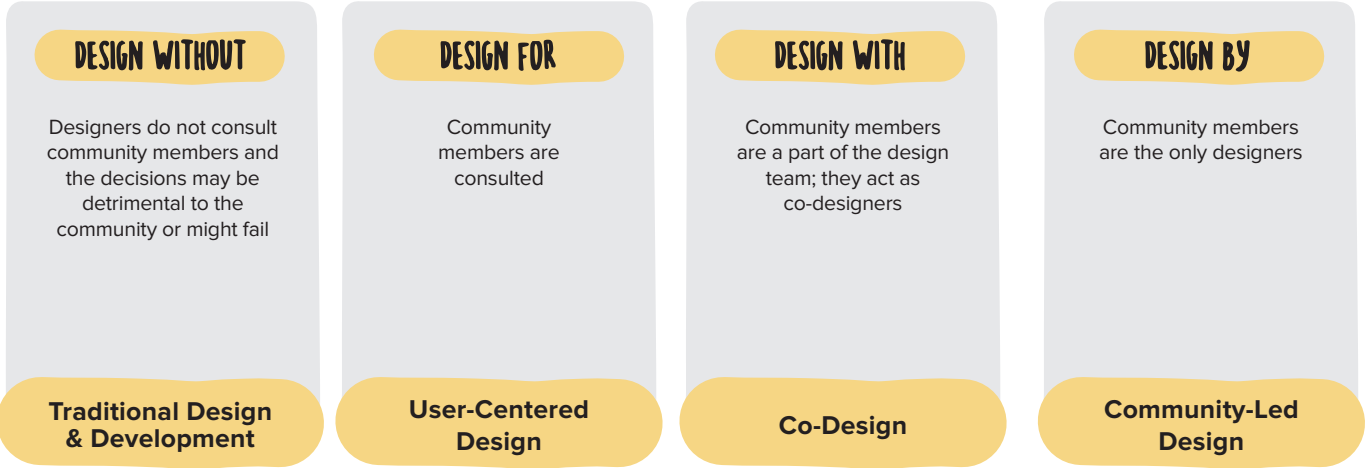 DESIGN WITHOUT
Designers do not consult
community members and
the decisions may be
detrimental to the
community or might fail
Traditional Design
& Development
DESIGN FOR
Community
members are
consulted
User-Centered
Design
DESIGN WITH
Community members
are a part of the design
team; they act as
co-designers
Co-Design
DESIGN BY
Community members
are the only designers
Community-Led
Design